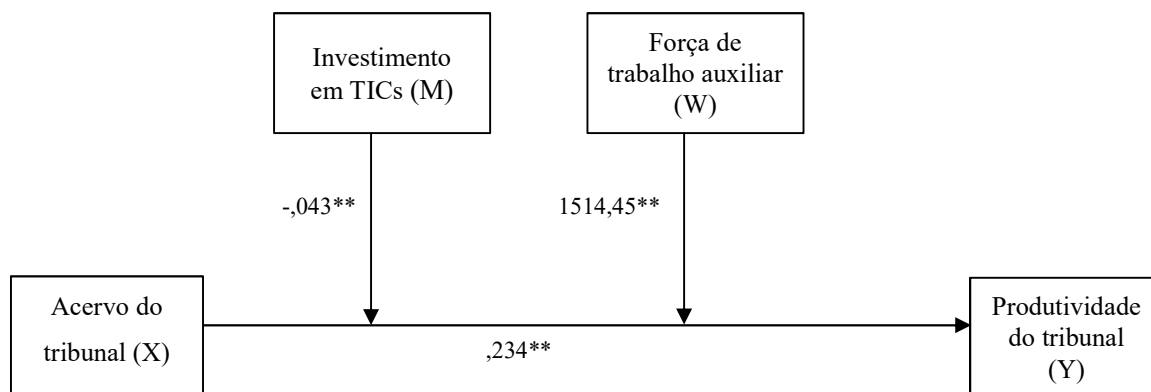 Investimento
em TICs (M)
Força de
trabalho auxiliar
(W)
-,043**
1514,45**
Acervo do
tribunal (X)
,234**
Produtividade
do tribunal
(Y)